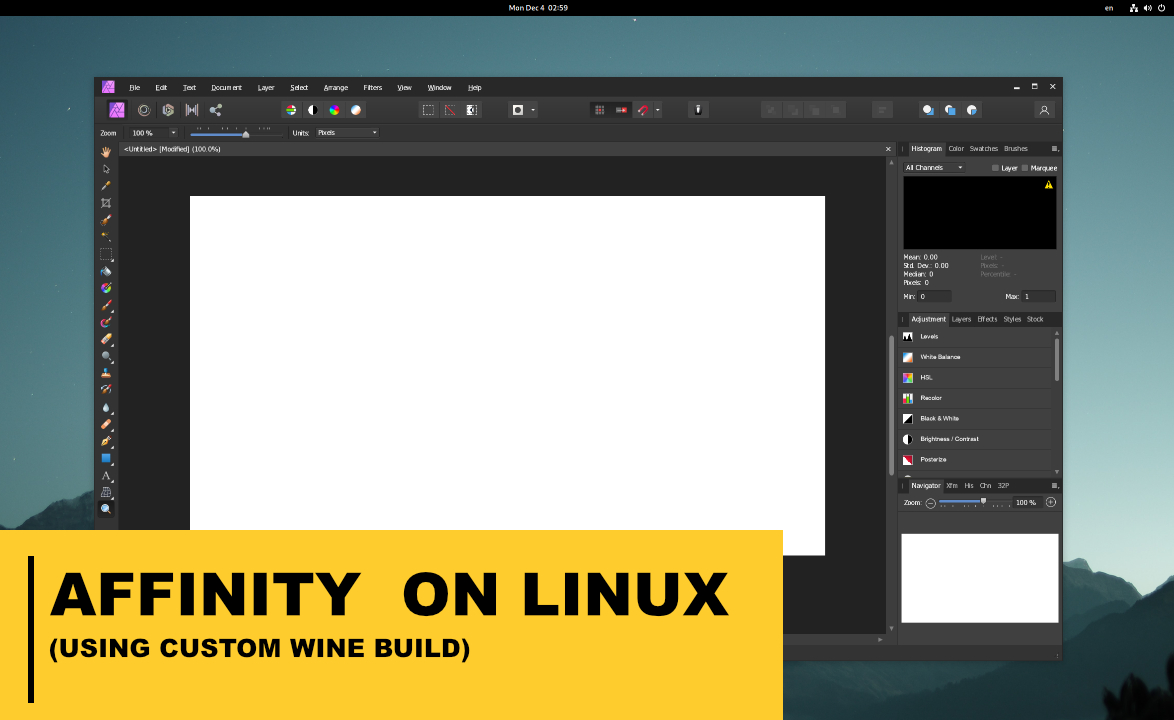 Mon Dec 4 02:59
en
File Edit Text Document Layer Select Arrange Filters View Window Help
Zoom 100 % Units: Pixels
<Untitled> [Modified] (100.0%)
Histogram Color Swatches Brushes
All Channels Layer Marquee
Mean: 0.00 Level: -
Std. Dev.: 0.00 Pixels: -
Median: 0 Percentile: -
Pixels: 0
Min: 0 Max: 1
Adjustment Layers Effects Styles Stock
Levels
White Balance
HSL
Recolor
Black & White
Brightness / Contrast
Posterize
Navigator Xfm His Chn 32P
Zoom: 100 %
AFFINITY ON LINUX
(USING CUSTOM WINE BUILD)